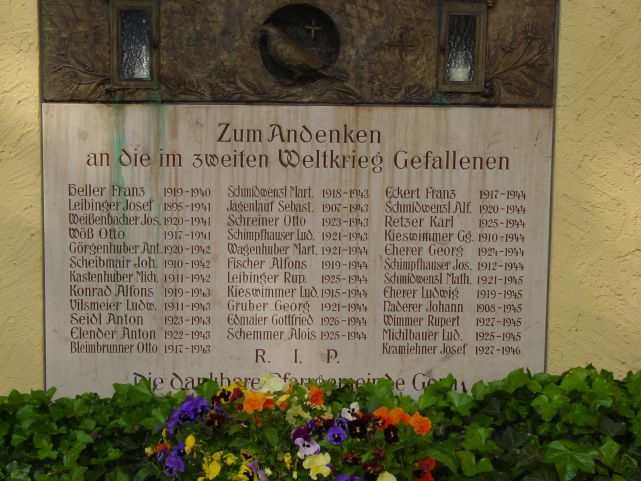 Zum Andenken
an die im zweiten Weltkrieg Gefallenen
Heller Franz 1919-1940
Leibinger Josef 1895-1941
Weißenbacher Jos. 1920-1941
Wöß Otto 1917-1941
Görgenhuber Ant. 1920-1942
Scheibmair Joh. 1910-1942
Kastenhuber Mich. 1911-1942
Konrad Alfons 1919-1943
Vilsmeier Ludw. 1911-1943
Seidl Anton 1923-1943
Elender Anton 1922-1943
Bleimbrunner Otto 1917-1943
Schmidwenzl Mart. 1918-1943
Jagenlauf Sebast. 1907-1943
Schreiner Otto 1923-1943
Schimpfhauser Lud. 1921-1943
Wagenhuber Mart. 1921-1944
Fischer Alfons 1919-1944
Leibinger Rup. 1925-1944
Kieswimmer Lud. 1915-1944
Gruber Georg 1921-1944
Edmaier Gottfried 1926-1944
Schemmer Alois 1925-1944
Eckert Franz 1917-1944
Schmidwenzl Alf. 1920-1944
Retzer Karl 1925-1944
Kieswimmer Gg. 1910-1944
Eherer Georg 1924-1944
Schimpfhauser Jos. 1912-1944
Schmidwenzl Math. 1921-1945
Eherer Ludwig 1919-1945
Naderer Johann 1908-1945
Wimmer Rupert 1927-1945
Michlbauer Lud. 1925-1945
Kramlehner Josef 1927-1946
R. I. P.
Die dankbare Pfarrgemeinde